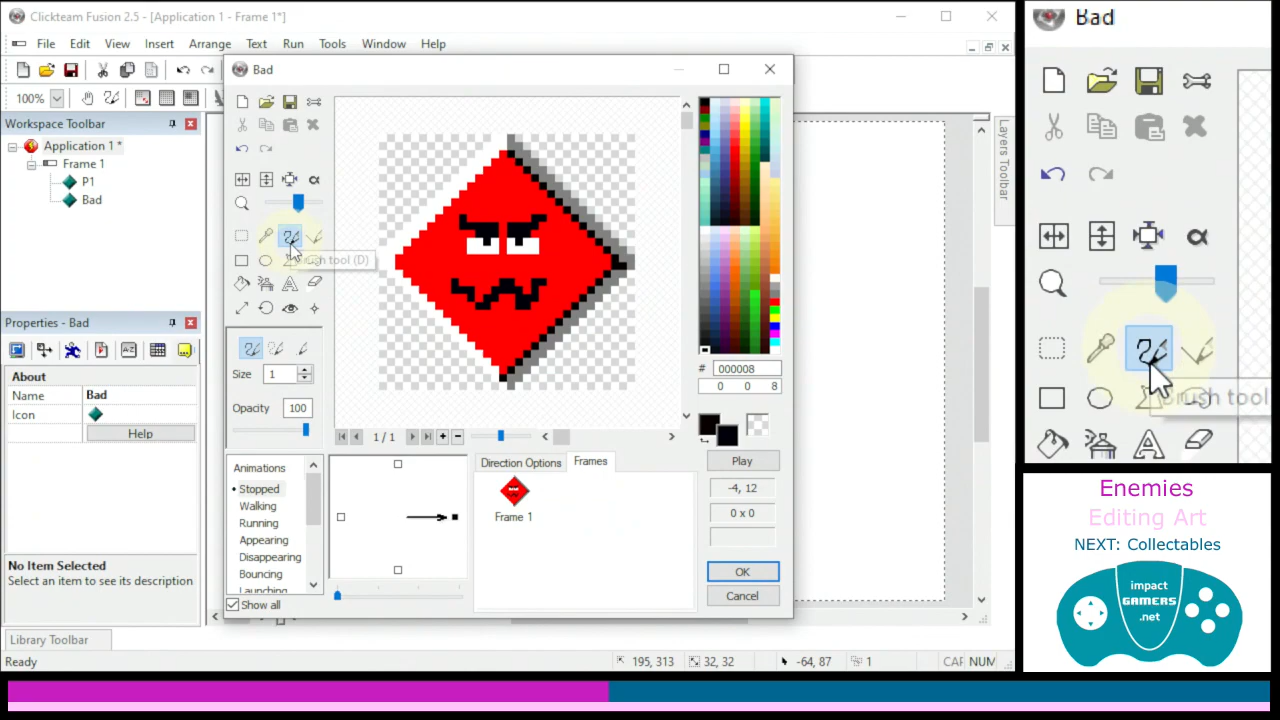 Clickteam Fusion 2.5 - [Application 1 - Frame 1*]
File Edit View Insert Arrange Text Run Tools Window Help
100%
Workspace Toolbar
Application 1 *
Frame 1
P1
Bad
Properties - Bad
About
Name Bad
Icon
Help
No Item Selected
Select an item to see its description
Library Toolbar
Ready
195, 313
32, 32
-64, 87
1
NUM
Layers Toolbar
Bad
tool (D)
Size 1
Opacity 100
1 / 1
# 000008
0 0 8
Animations
Stopped
Walking
Running
Appearing
Disappearing
Bouncing
Show all
Direction Options Frames
Frame 1
Play
-4, 12
0 x 0
OK
Cancel
Bad
tool
Enemies
Editing Art
NEXT: Collectables
impact
GAMERS
.net